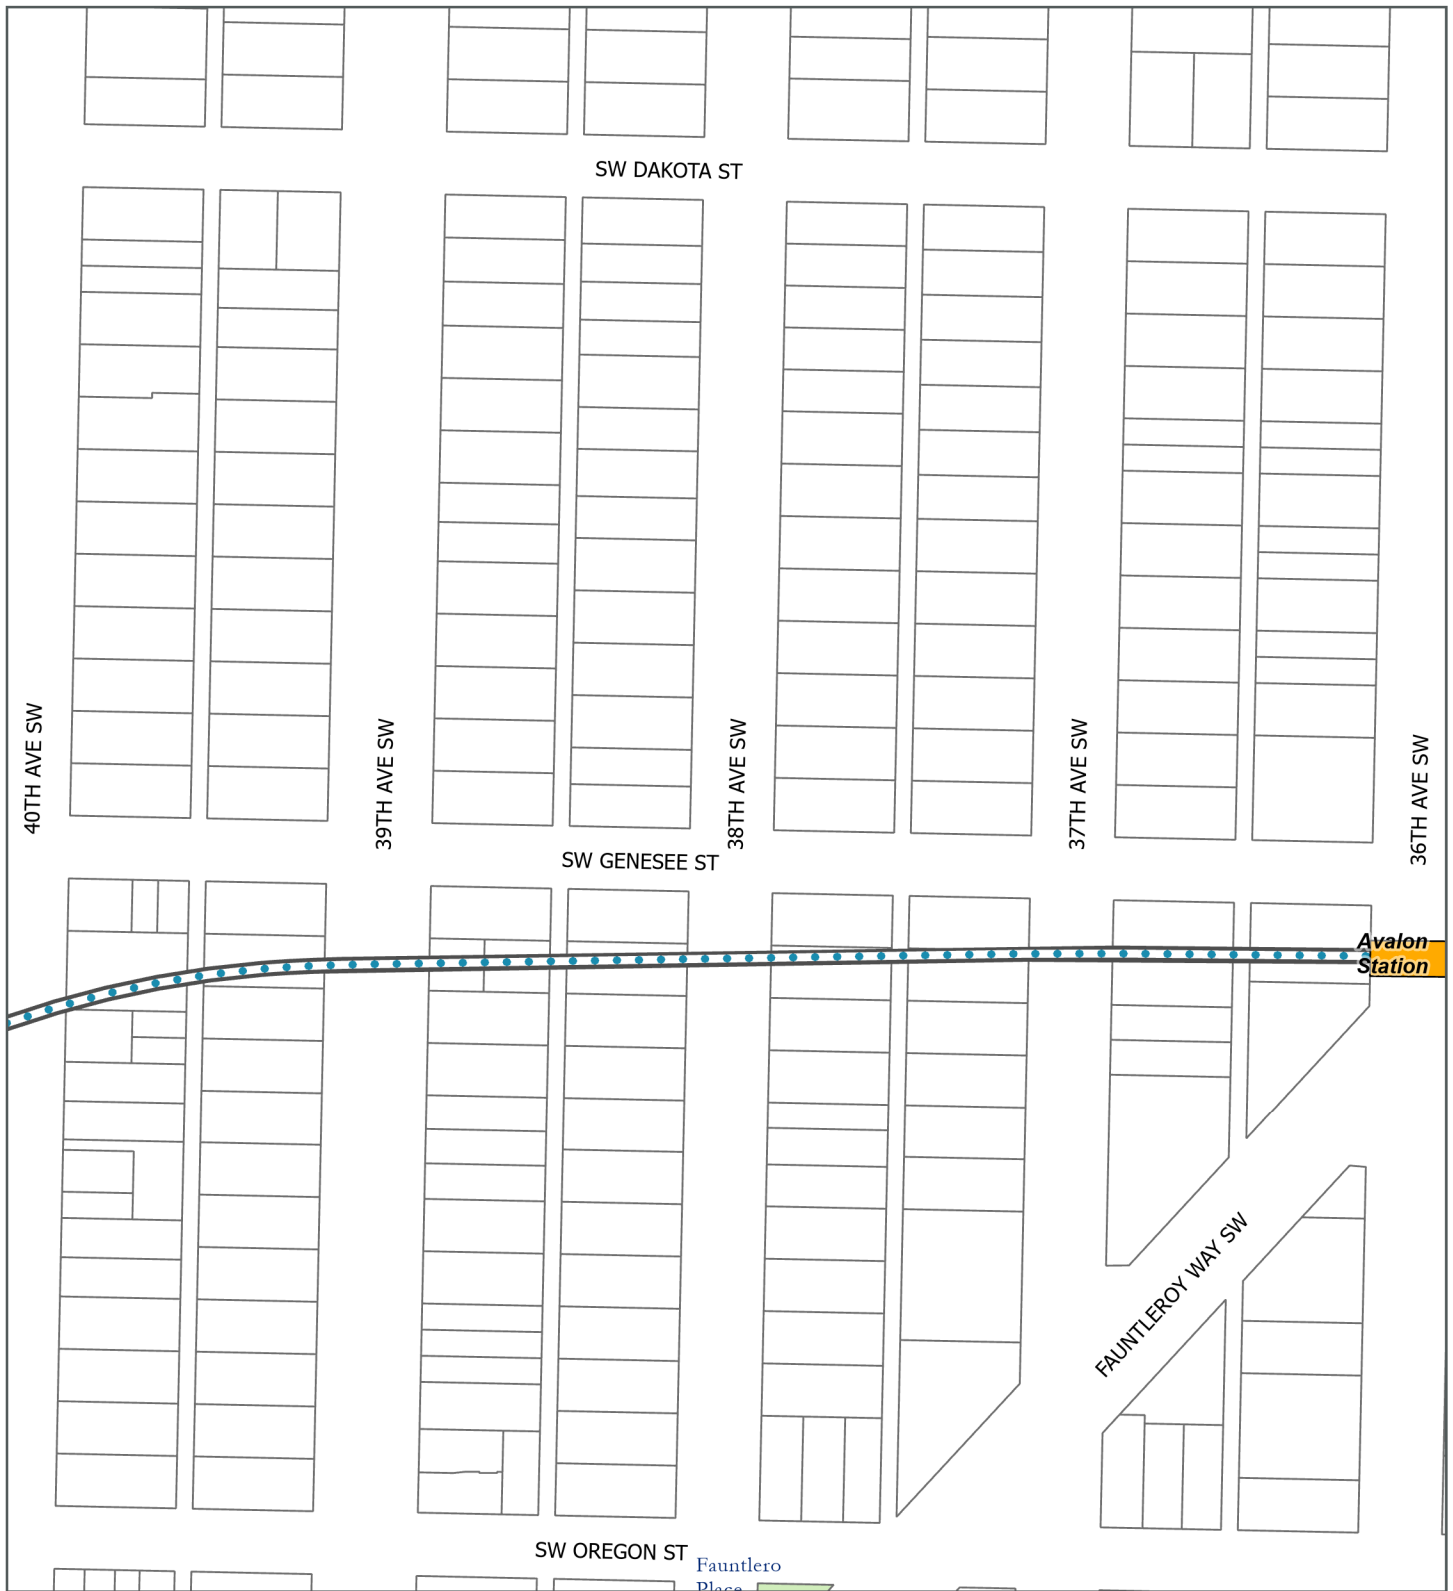 SW DAKOTA ST
40TH AVE SW
39TH AVE SW
38TH AVE SW
37TH AVE SW
36TH AVE SW
SW GENESEE ST
Avalon
Station
FAUNTLEROY WAY SW
SW OREGON ST
Fauntlero
Place